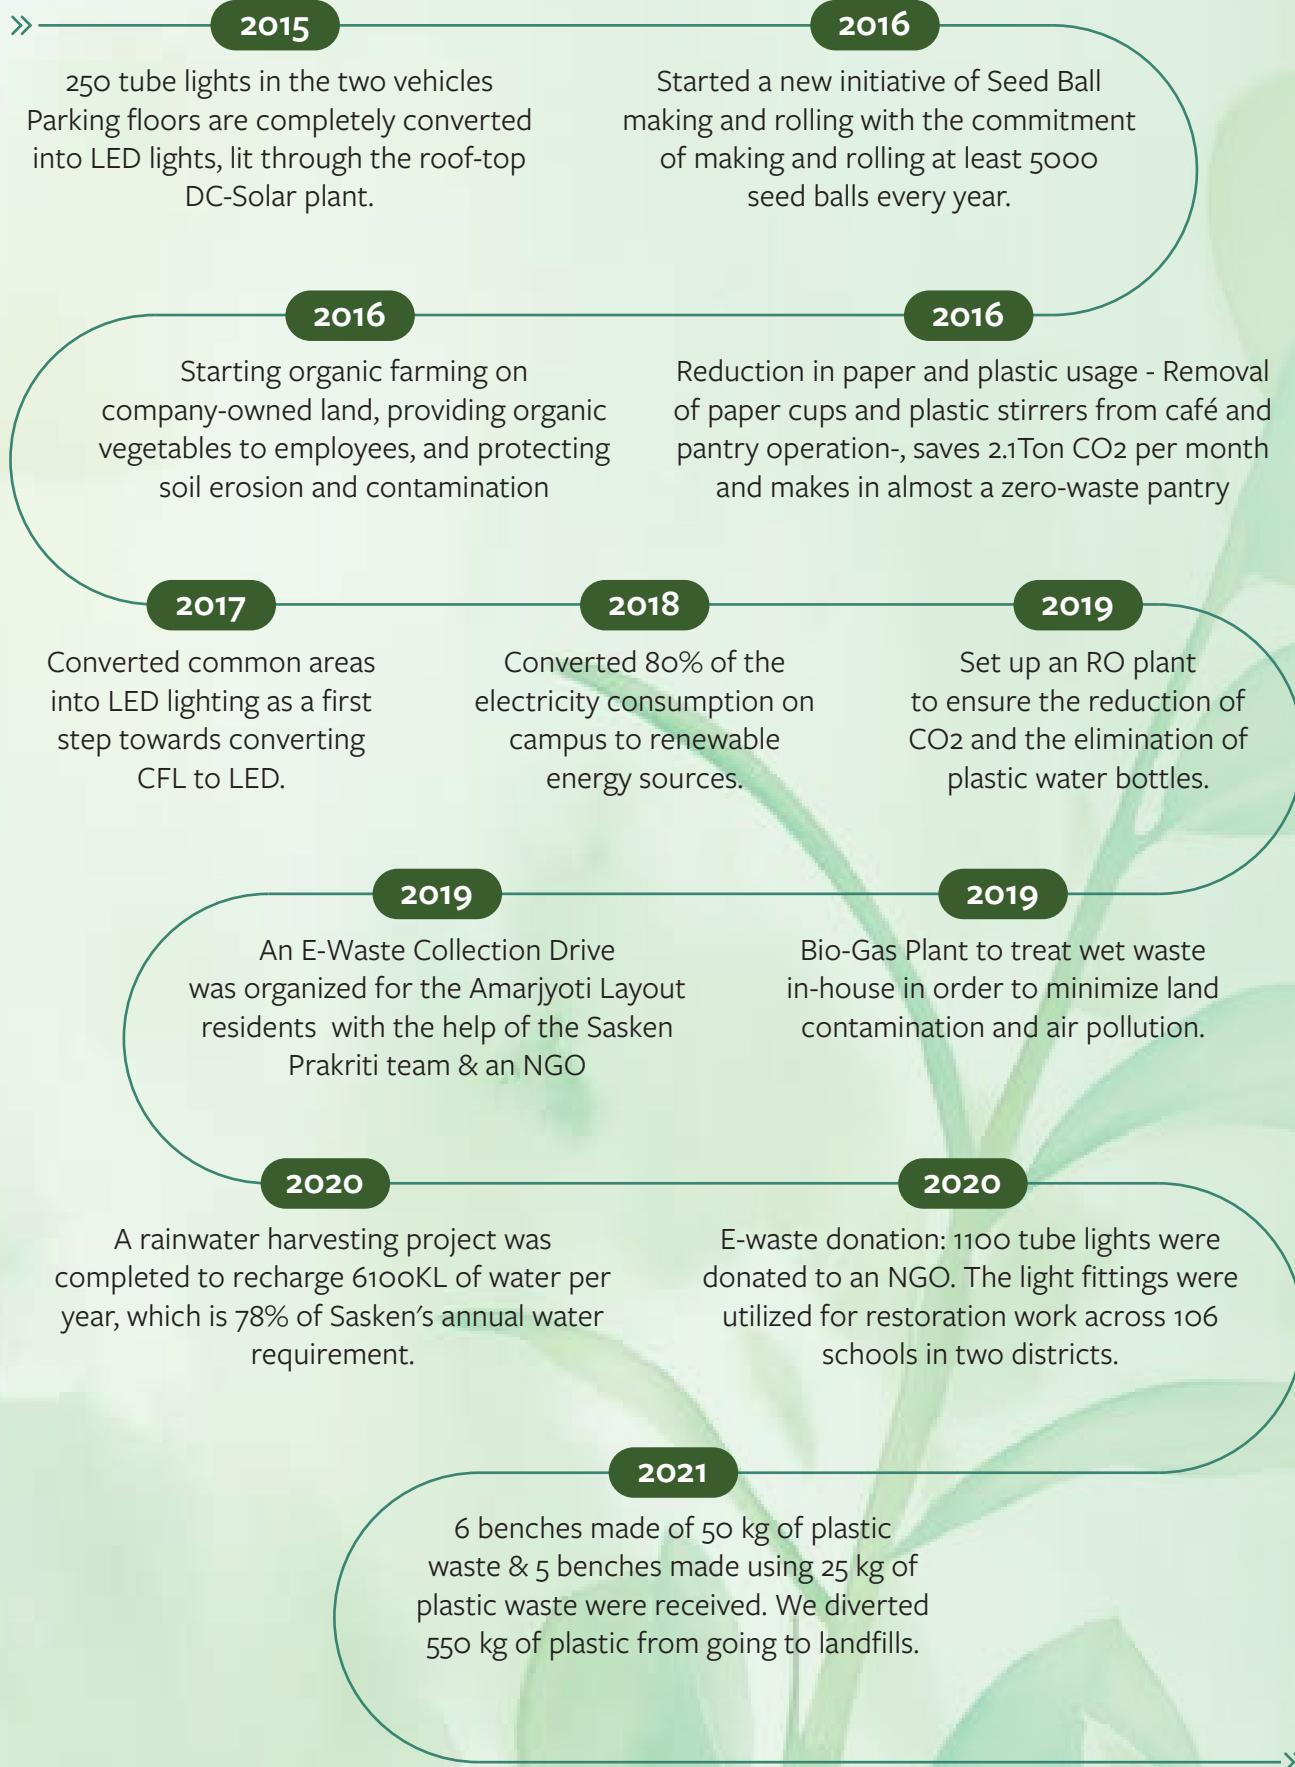 2015
250 tube lights in the two vehicles
Parking floors are completely converted
into LED lights, lit through the roof-top
DC-Solar plant.
2016
Started a new initiative of Seed Ball
making and rolling with the commitment
of making and rolling at least 5000
seed balls every year.
2016
Reduction in paper and plastic usage - Removal
of paper cups and plastic stirrers from café and
pantry operation-, saves 2.1Ton CO2 per month
and makes in almost a zero-waste pantry
2016
Starting organic farming on
company-owned land, providing organic
vegetables to employees, and protecting
soil erosion and contamination
2017
Converted common areas
into LED lighting as a first
step towards converting
CFL to LED.
2018
Converted 80% of the
electricity consumption on
campus to renewable
energy sources.
2019
Set up an RO plant
to ensure the reduction of
CO2 and the elimination of
plastic water bottles.
2019
Bio-Gas Plant to treat wet waste
in-house in order to minimize land
contamination and air pollution.
2019
An E-Waste Collection Drive
was organized for the Amarjyoti Layout
residents with the help of the Sasken
Prakriti team & an NGO
2020
A rainwater harvesting project was
completed to recharge 6100KL of water per
year, which is 78% of Sasken's annual water
requirement.
2020
E-waste donation: 1100 tube lights were
donated to an NGO. The light fittings were
utilized for restoration work across 106
schools in two districts.
2021
6 benches made of 50 kg of plastic
waste & 5 benches made using 25 kg of
plastic waste were received. We diverted
550 kg of plastic from going to landfills.